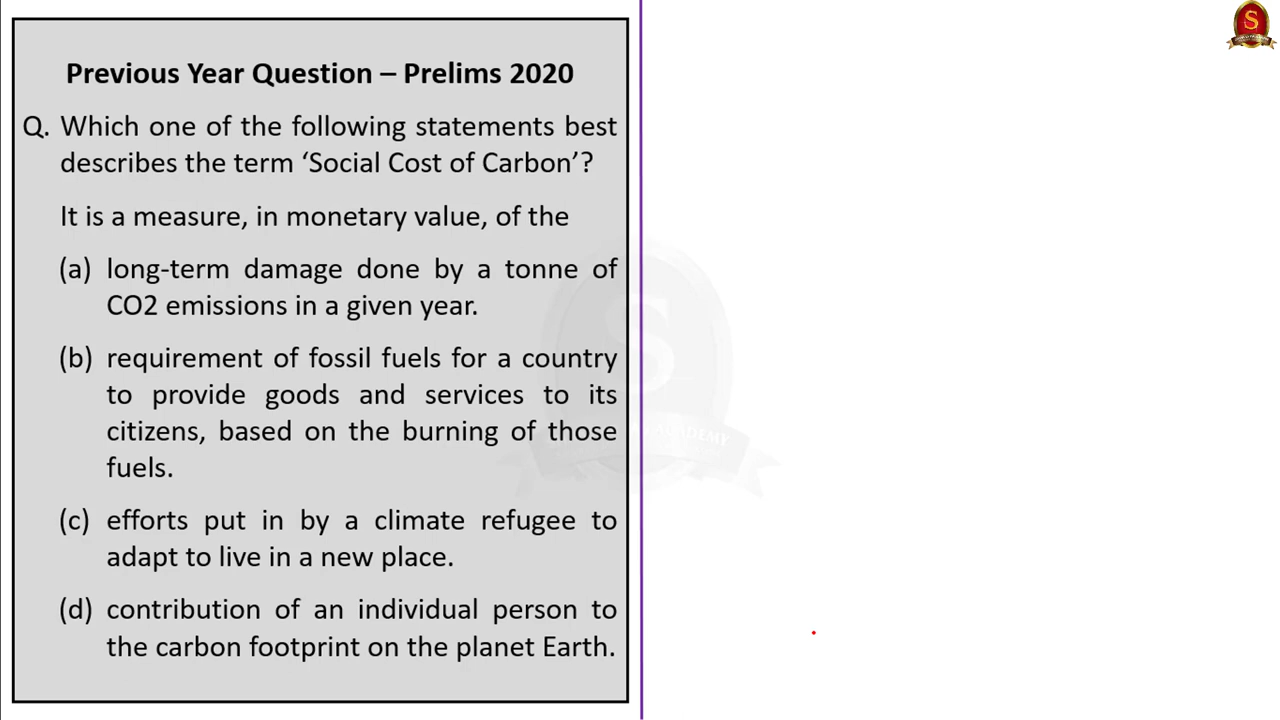 Previous Year Question – Prelims 2020
Q. Which one of the following statements best
describes the term ‘Social Cost of Carbon’?
It is a measure, in monetary value, of the
(a) long-term damage done by a tonne of
CO2 emissions in a given year.
(b) requirement of fossil fuels for a country
to provide goods and services to its
citizens, based on the burning of those
fuels.
(c) efforts put in by a climate refugee to
adapt to live in a new place.
(d) contribution of an individual person to
the carbon footprint on the planet Earth.
S
ACADEMY